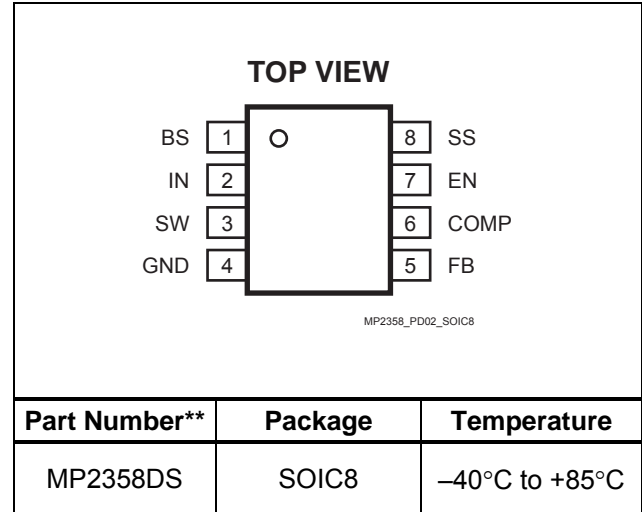 TOP VIEW
BS 1 8 SS
IN 2 7 EN
SW 3 6 COMP
GND 4 5 FB
MP2358_PD02_SOIC8
Part Number** Package Temperature
MP2358DS SOIC8 –40°C to +85°C